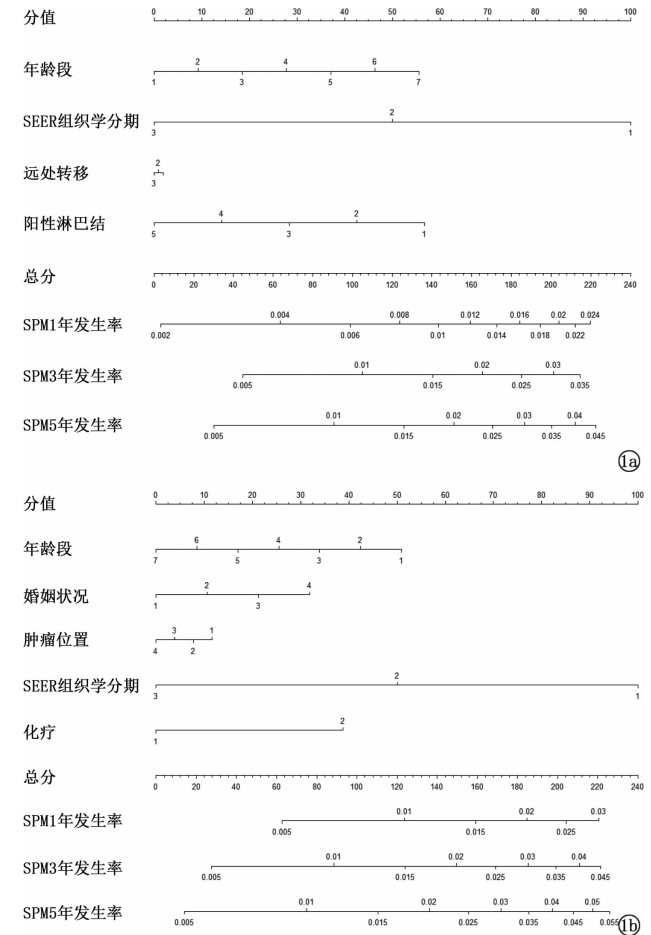 分值 0 10 20 30 40 50 60 70 80 90 100
年龄段 1 2 3 4 5 6 7
SEER组织学分期 3 2 1
远处转移 3 2
阳性淋巴结 5 4 3 2 1
总分 0 20 40 60 80 100 120 140 160 180 200 220 240
SPM1年发生率 0.002 0.004 0.006 0.008 0.01 0.012 0.014 0.016 0.018 0.02 0.022 0.024
SPM3年发生率 0.005 0.01 0.015 0.02 0.025 0.03 0.035
SPM5年发生率 0.005 0.01 0.015 0.02 0.025 0.03 0.035 0.04 0.045
1a
分值 0 10 20 30 40 50 60 70 80 90 100
年龄段 7 6 5 4 3 2 1
婚姻状况 1 2 3 4
肿瘤位置 4 3 2 1
SEER组织学分期 3 2 1
化疗 1 2
总分 0 20 40 60 80 100 120 140 160 180 200 220 240
SPM1年发生率 0.005 0.01 0.015 0.02 0.025 0.03
SPM3年发生率 0.005 0.01 0.015 0.02 0.025 0.03 0.035 0.04 0.045
SPM5年发生率 0.005 0.01 0.015 0.02 0.025 0.03 0.035 0.04 0.045 0.05 0.055
1b